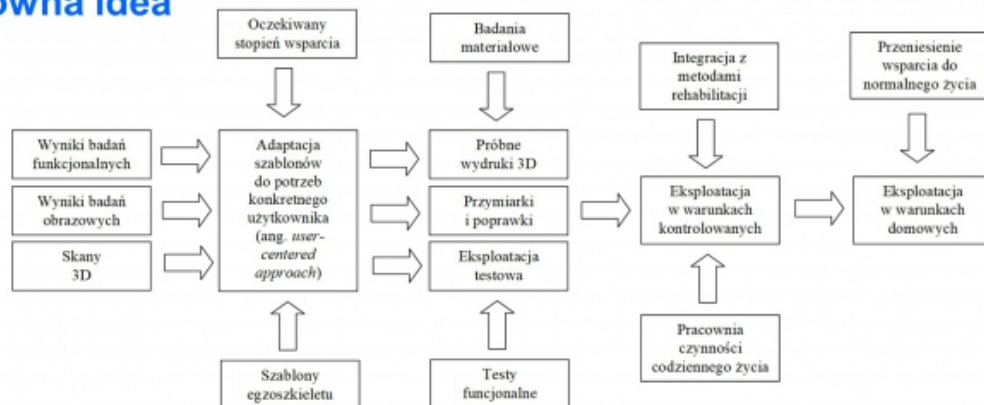 ówna idea
Oczekiwany
stopień wsparcia
Badania
materiałowe
Integracja z
metodami
rehabilitacji
Przeniesienie
wsparcia do
normalnego życia
Wyniki badań
funkcjonalnych
Wyniki badań
obrazowych
Skany
3D
Adaptacja
szablonów
do potrzeb
konkretnego
użytkownika
(ang. user-
centered
approach)
Próbne
wydruki 3D
Przymiarki
i poprawki
Eksploatacja
testowa
Eksploatacja
w warunkach
kontrolowanych
Eksploatacja
w warunkach
domowych
Szablony
egzoszkieletu
Testy
funcjonalne
Pracownia
czynności
codziennego życia